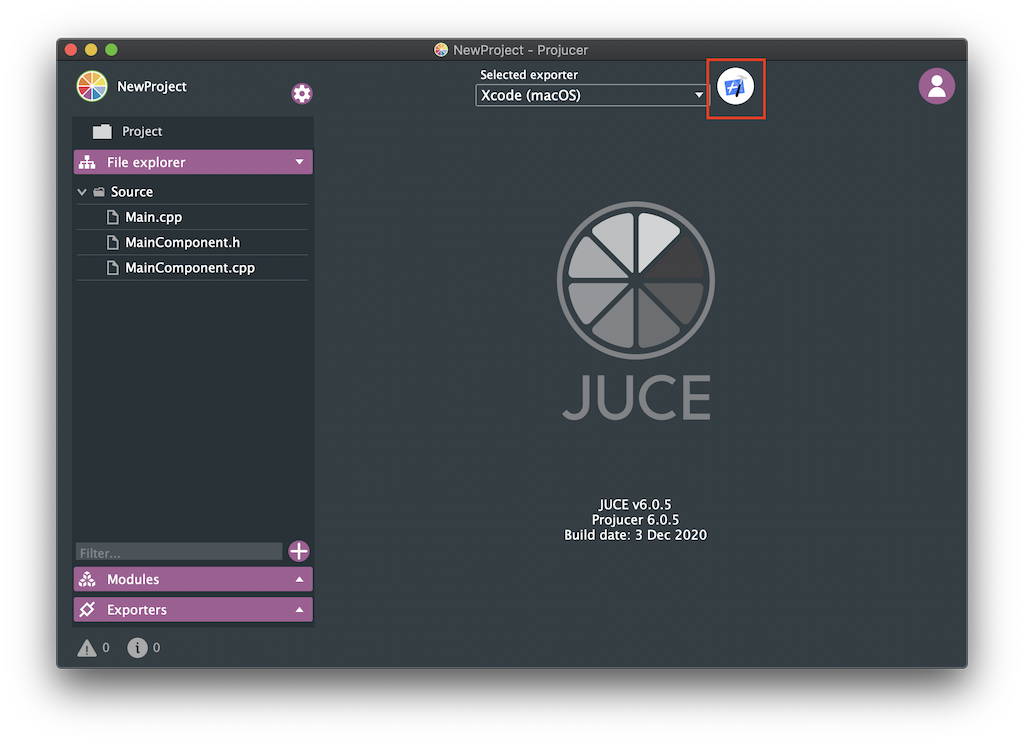 NewProject - Projucer
NewProject
Selected exporter
Xcode (macOS)
Project
File explorer
Source
Main.cpp
MainComponent.h
MainComponent.cpp
JUCE
JUCE v6.0.5
Projucer 6.0.5
Build date: 3 Dec 2020
Filter...
Modules
Exporters
0 0